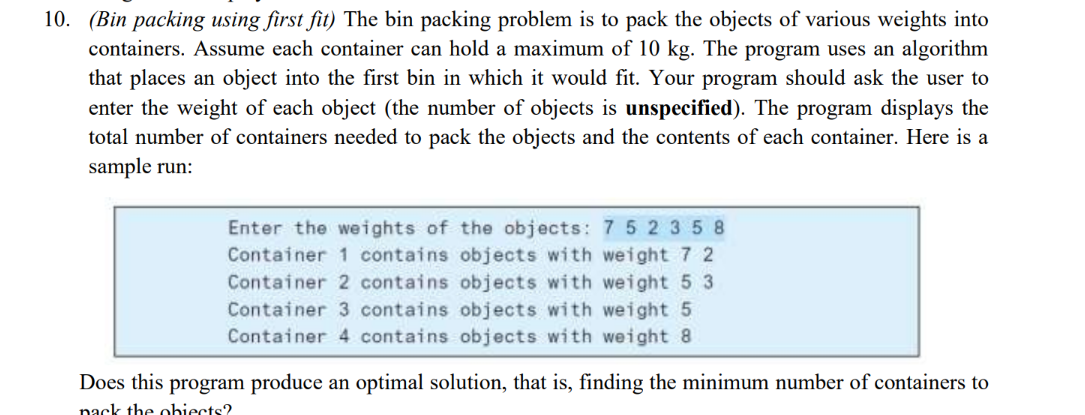 10. (Bin packing using first fit) The bin packing problem is to pack the objects of various weights into
containers. Assume each container can hold a maximum of 10 kg. The program uses an algorithm
that places an object into the first bin in which it would fit. Your program should ask the user to
enter the weight of each object (the number of objects is unspecified). The program displays the
total number of containers needed to pack the objects and the contents of each container. Here is a
sample run:
Enter the weights of the objects: 7 5 2 3 5 8
Container 1 contains objects with weight 7 2
Container 2 contains objects with weight 5 3
Container 3 contains objects with weight 5
Container 4 contains objects with weight 8
Does this program produce an optimal solution, that is, finding the minimum number of containers to
pack the objects?